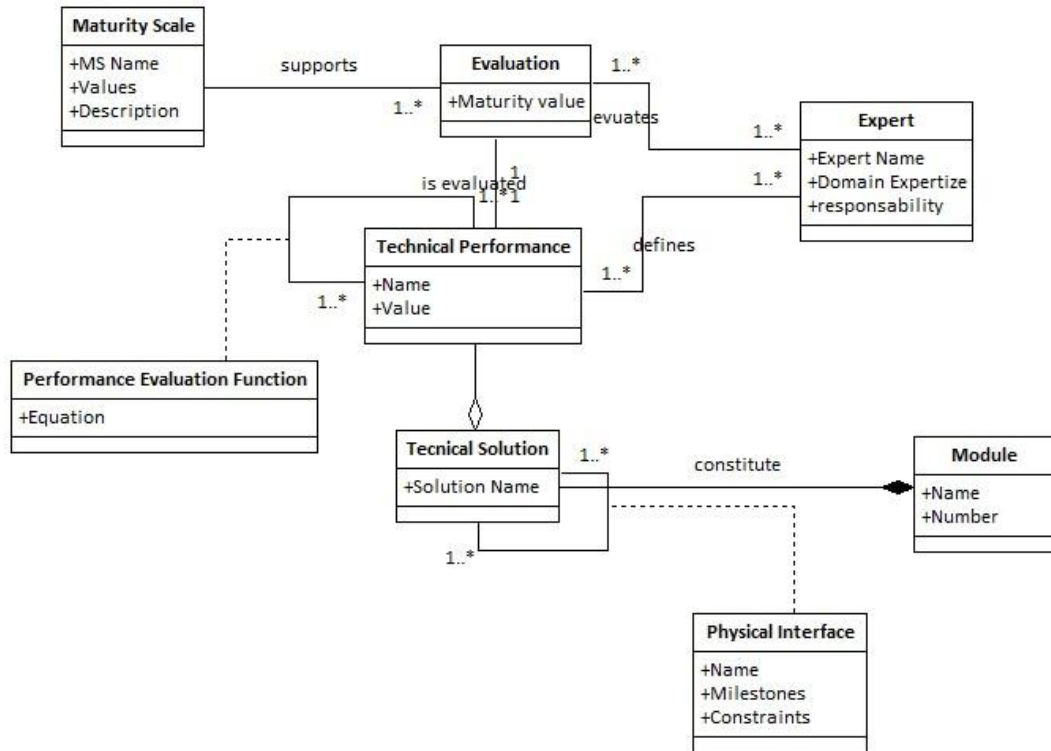 Maturity Scale
+MS Name
+Values
+Description
supports
1..*
Evaluation
+Maturity value
1..*
evuates
1..*
Expert
+Expert Name
+Domain Expertize
+responsability
1..*
is evaluated
1
1..*
1
Technical Performance
+Name
+Value
1..*
1..*
defines
Performance Evaluation Function
+Equation
Tecnical Solution
+Solution Name
1..*
1..*
constitute
Module
+Name
+Number
Physical Interface
+Name
+Milestones
+Constraints